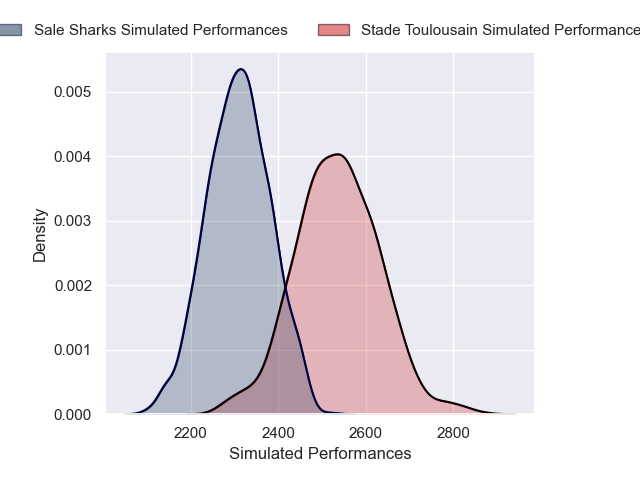 Sale Sharks Simulated Performances Stade Toulousain Simulated Performance
0.005
0.004
0.003
0.002
0.001
0.000
Density
2200 2400 2600 2800
Simulated Performances